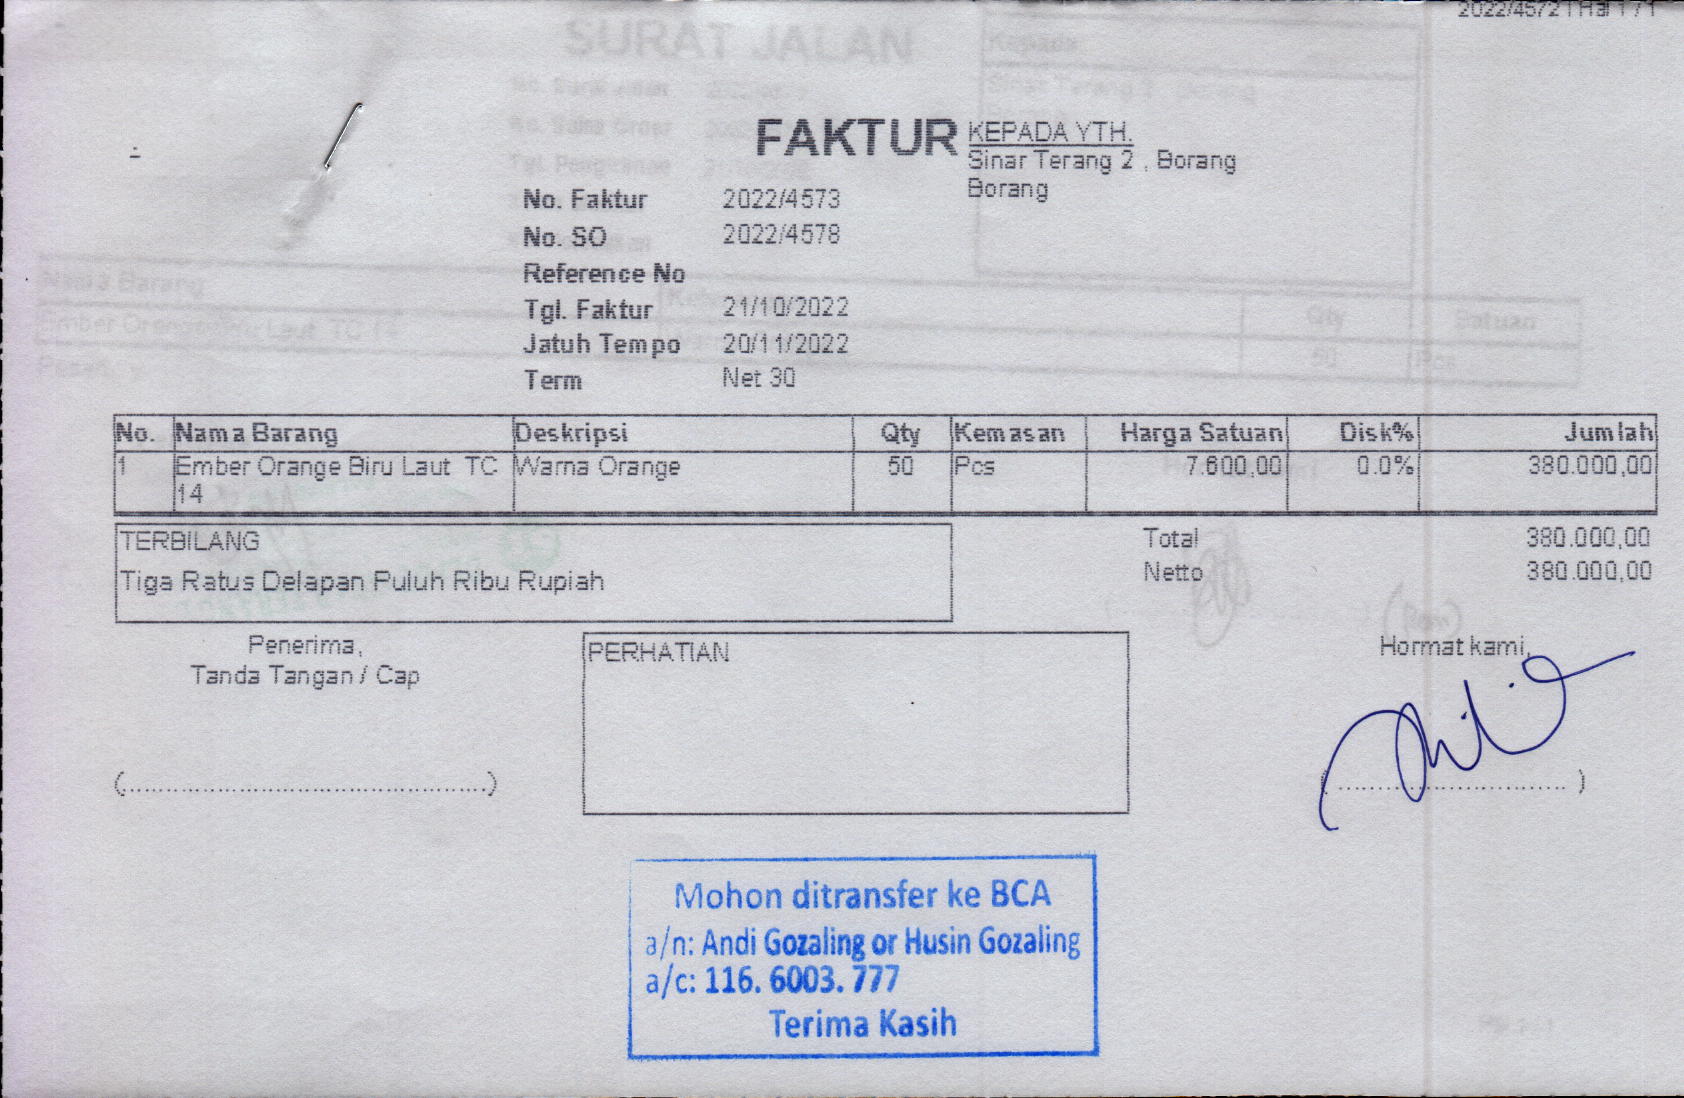 2022/4572 | Hal 1 / 1
SURAT JALAN
FAKTUR
KEPADA YTH.
Sinar Terang 2 , Borang
Borang
No. Faktur 2022/4573
No. SO 2022/4578
Reference No
Tgl. Faktur 21/10/2022
Jatuh Tempo 20/11/2022
Term Net 30
No. Nama Barang Deskripsi Qty Kemasan Harga Satuan Disk% Jumlah
1 Ember Orange Biru Laut TC Warna Orange 50 Pcs 7.600,00 0.0% 380.000,00
14
TERBILANG
Tiga Ratus Delapan Puluh Ribu Rupiah
Total 380.000,00
Netto 380.000,00
Penerima,
Tanda Tangan / Cap
PERHATIAN
Hormat kami,
Mohon ditransfer ke BCA
a/n: Andi Gozaling or Husin Gozaling
a/c: 116. 6003. 777
Terima Kasih